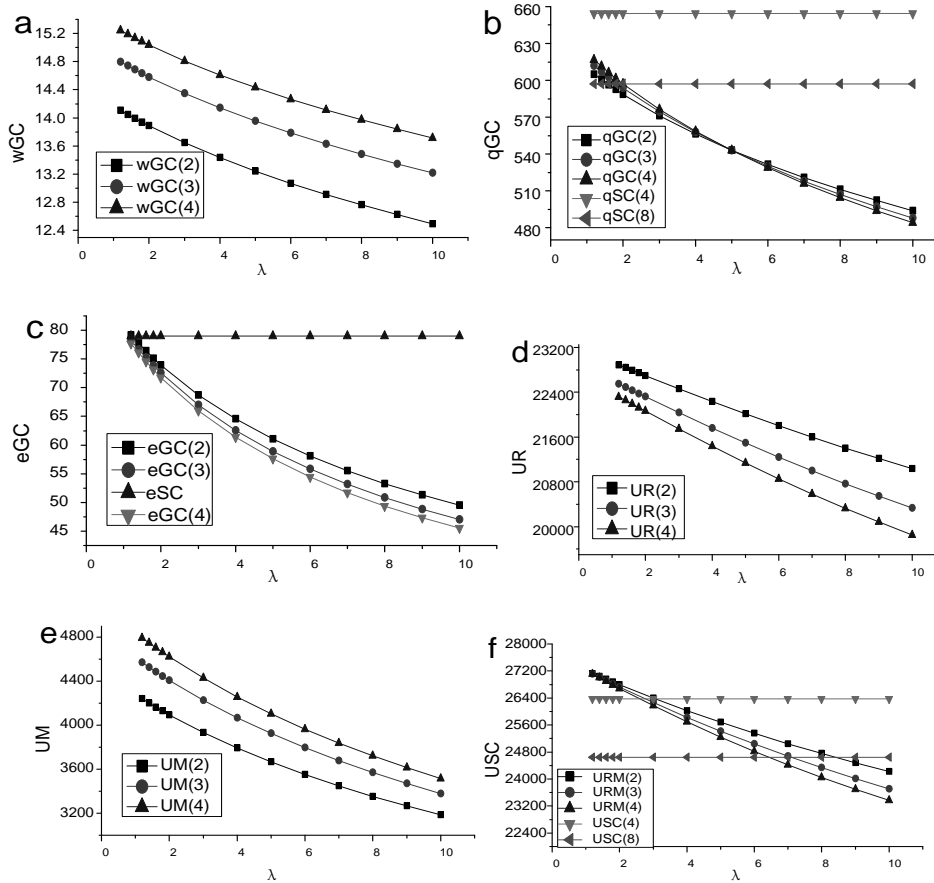 a
15.2
14.8
14.4
14.0
13.6
13.2
12.8
12.4
wGC
wGC(2)
wGC(3)
wGC(4)
0 2 4 6 8 10
λ
b
660
630
600
570
540
510
480
qGC
qGC(2)
qGC(3)
qGC(4)
qSC(4)
qSC(8)
0 2 4 6 8 10
λ
c
80
75
70
65
60
55
50
45
eGC
eGC(2)
eGC(3)
eSC
eGC(4)
0 2 4 6 8 10
λ
d
23200
22400
21600
20800
20000
UR
UR(2)
UR(3)
UR(4)
0 2 4 6 8 10
λ
e
4800
4400
4000
3600
3200
UM
UM(2)
UM(3)
UM(4)
0 2 4 6 8 10
λ
f
28000
27200
26400
25600
24800
24000
23200
22400
USC
URM(2)
URM(3)
URM(4)
USC(4)
USC(8)
0 2 4 6 8 10
λ